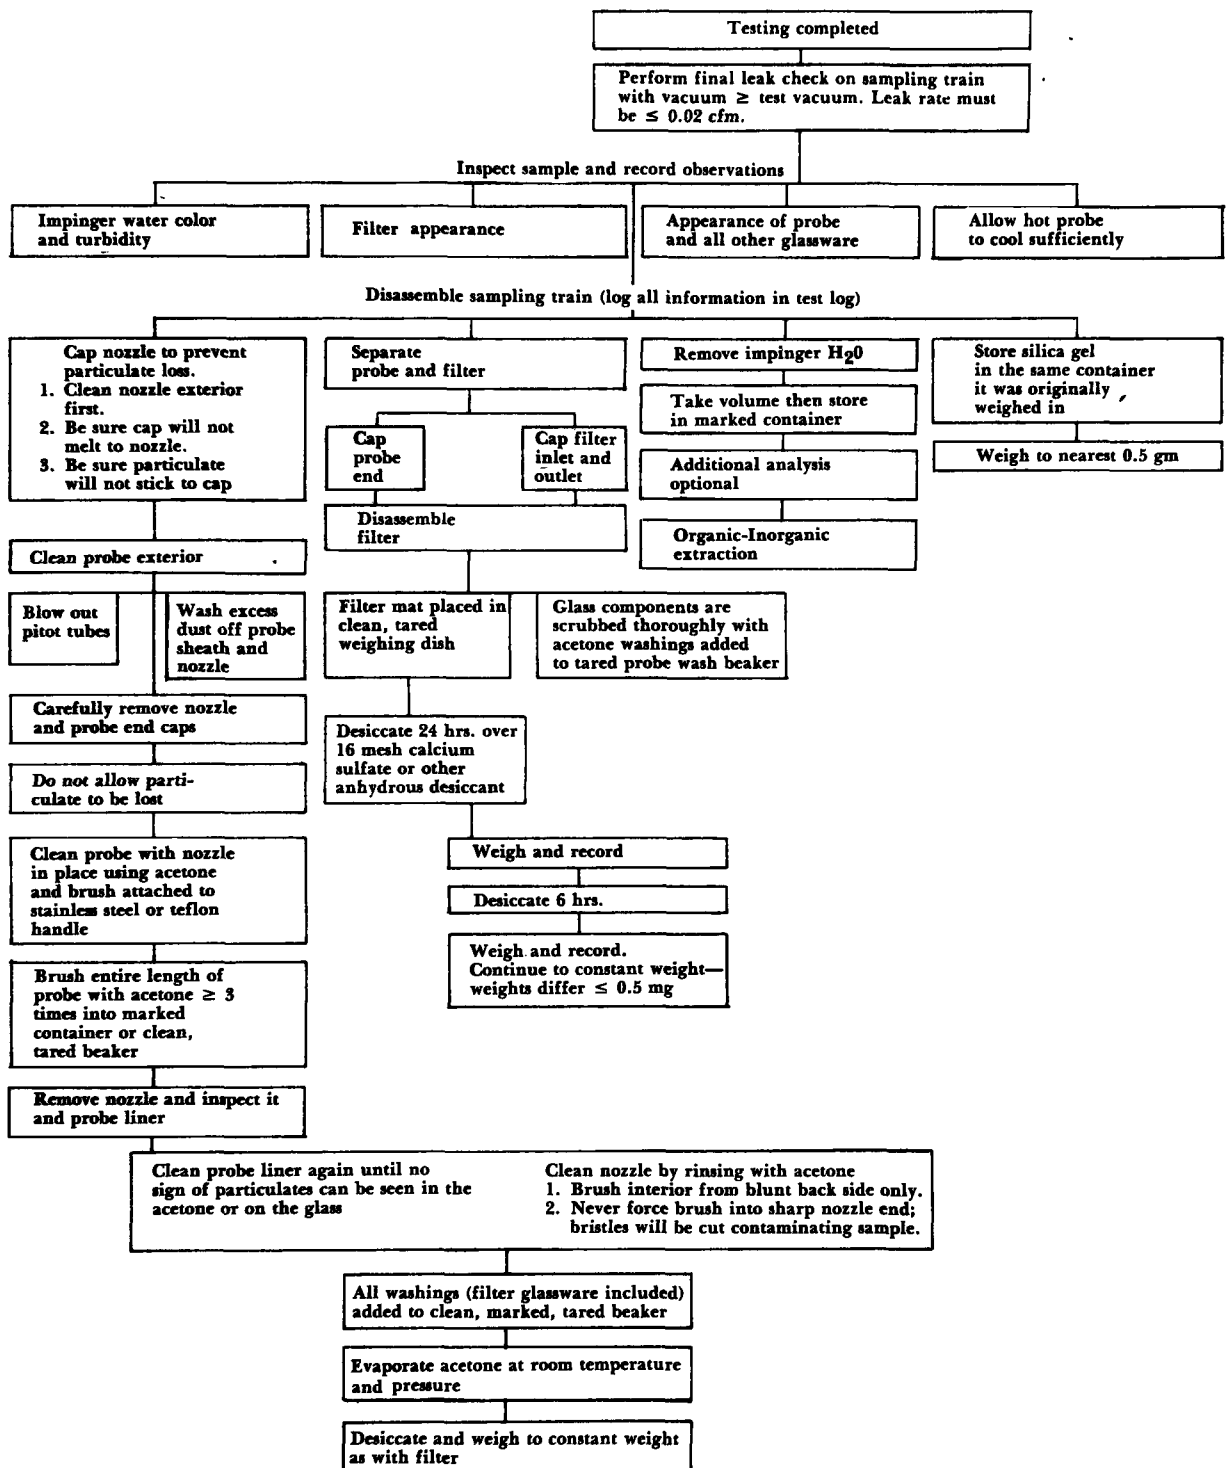 Testing completed
Perform final leak check on sampling train
with vacuum ≥ test vacuum. Leak rate must
be ≤ 0.02 cfm.
Inspect sample and record observations
Impinger water color
and turbidity
Filter appearance
Appearance of probe
and all other glassware
Allow hot probe
to cool sufficiently
Disassemble sampling train (log all information in test log)
Cap nozzle to prevent
particulate loss.
1. Clean nozzle exterior
first.
2. Be sure cap will not
melt to nozzle.
3. Be sure particulate
will not stick to cap
Clean probe exterior
Blow out
pitot tubes
Wash excess
dust off probe
sheath and
nozzle
Carefully remove nozzle
and probe end caps
Do not allow parti-
culate to be lost
Clean probe with nozzle
in place using acetone
and brush attached to
stainless steel or teflon
handle
Brush entire length of
probe with acetone ≥ 3
times into marked
container or clean,
tared beaker
Remove nozzle and inspect it
and probe liner
Separate
probe and filter
Cap
probe
end
Cap filter
inlet and
outlet
Disassemble
filter
Filter mat placed in
clean, tared
weighing dish
Glass components are
scrubbed thoroughly with
acetone washings added
to tared probe wash beaker
Desiccate 24 hrs. over
16 mesh calcium
sulfate or other
anhydrous desiccant
Weigh and record
Desiccate 6 hrs.
Weigh and record.
Continue to constant weight—
weights differ ≤ 0.5 mg
Remove impinger H₂0
Take volume then store
in marked container
Additional analysis
optional
Organic-Inorganic
extraction
Store silica gel
in the same container
it was originally
weighed in
Weigh to nearest 0.5 gm
Clean probe liner again until no
sign of particulates can be seen in the
acetone or on the glass
Clean nozzle by rinsing with acetone
1. Brush interior from blunt back side only.
2. Never force brush into sharp nozzle end;
bristles will be cut contaminating sample.
All washings (filter glassware included)
added to clean, marked, tared beaker
Evaporate acetone at room temperature
and pressure
Desiccate and weigh to constant weight
as with filter